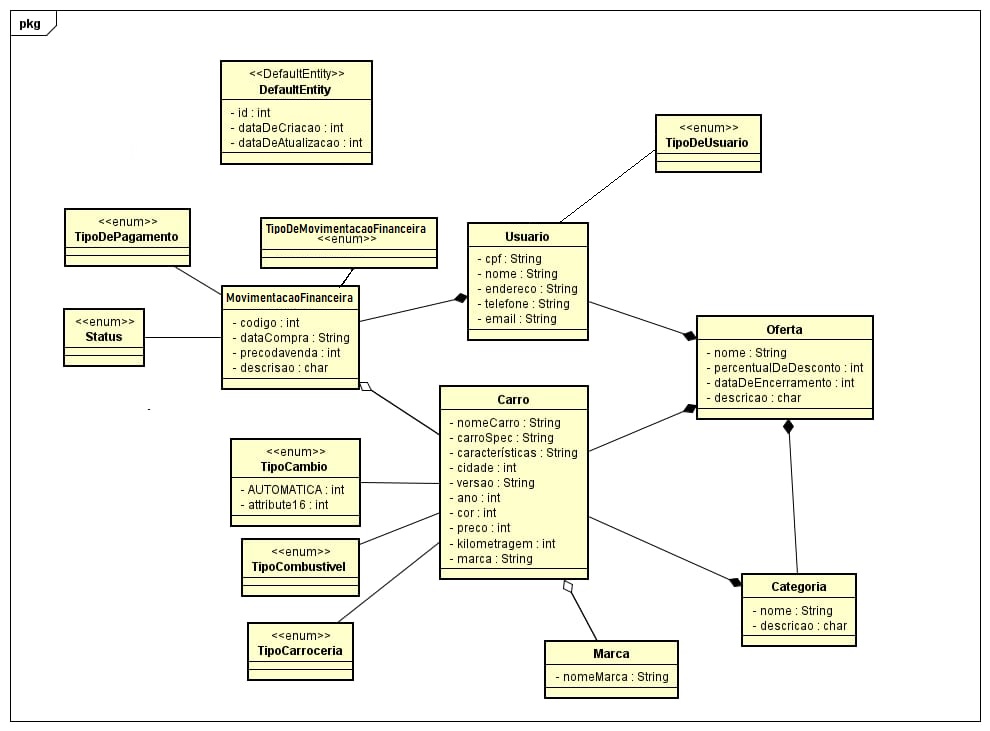 pkg
<<DefaultEntity>>
DefaultEntity
- id : int
- dataDeCriacao : int
- dataDeAtualizacao : int
<<enum>>
TipoDeUsuario
<<enum>>
TipoDePagamento
TipoDeMovimentacaoFinanceira
<<enum>>
Usuario
- cpf : String
- nome : String
- endereco : String
- telefone : String
- email : String
MovimentacaoFinanceira
- codigo : int
- dataCompra : String
- precodavenda : int
- descrisao : char
<<enum>>
Status
Oferta
- nome : String
- percentualDeDesconto : int
- dataDeEncerramento : int
- descricao : char
Carro
- nomeCarro : String
- carroSpec : String
- características : String
- cidade : int
- versao : String
- ano : int
- cor : int
- preco : int
- kilometragem : int
- marca : String
<<enum>>
TipoCambio
- AUTOMATICA : int
- attribute16 : int
<<enum>>
TipoCombustivel
<<enum>>
TipoCarroceria
Categoria
- nome : String
- descricao : char
Marca
- nomeMarca : String